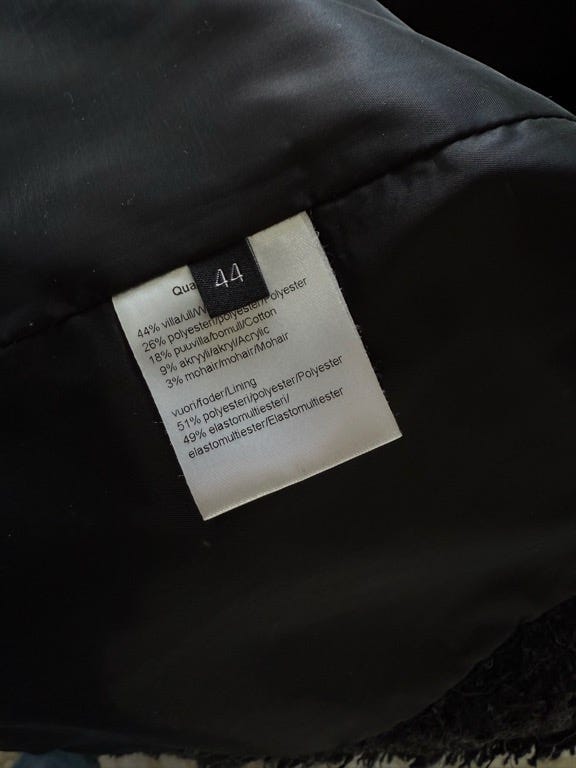 44
44% villa/ull/
26% polyesteri/polyester/Polyester
18% puuvilla/bomull/Cotton
9% akryyli/akryl/Acrylic
3% mohair/mohair/Mohair
vuori/foder/Lining
51% polyesteri/polyester/Polyester
49% elastomultiesteri/
elastomultiester/Elastomultiester